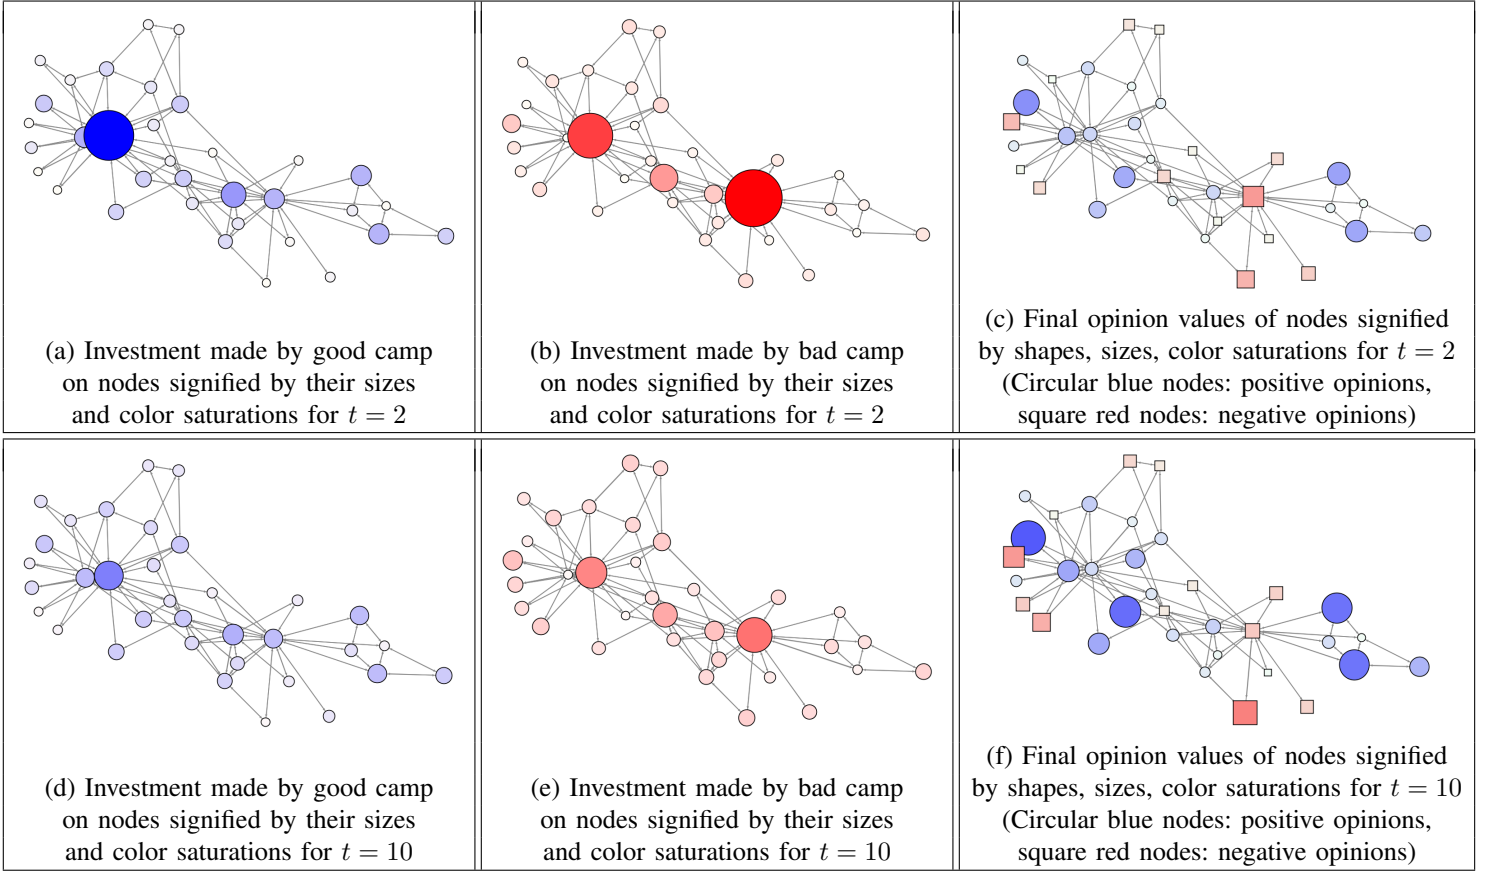 (a) Investment made by good camp
on nodes signified by their sizes
and color saturations for t = 2
(b) Investment made by bad camp
on nodes signified by their sizes
and color saturations for t = 2
(c) Final opinion values of nodes signified
by shapes, sizes, color saturations for t = 2
(Circular blue nodes: positive opinions,
square red nodes: negative opinions)
(d) Investment made by good camp
on nodes signified by their sizes
and color saturations for t = 10
(e) Investment made by bad camp
on nodes signified by their sizes
and color saturations for t = 10
(f) Final opinion values of nodes signified
by shapes, sizes, color saturations for t = 10
(Circular blue nodes: positive opinions,
square red nodes: negative opinions)